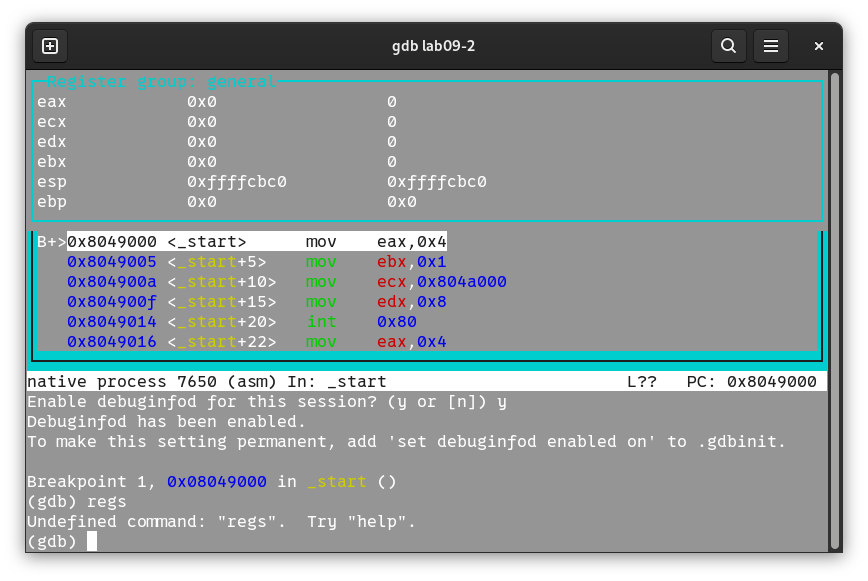 gdb lab09-2
Register group: general
eax 0x0 0
ecx 0x0 0
edx 0x0 0
ebx 0x0 0
esp 0xffffcbc0 0xffffcbc0
ebp 0x0 0x0
B+>0x8049000 <_start> mov eax,0x4
0x8049005 <_start+5> mov ebx,0x1
0x804900a <_start+10> mov ecx,0x804a000
0x804900f <_start+15> mov edx,0x8
0x8049014 <_start+20> int 0x80
0x8049016 <_start+22> mov eax,0x4
native process 7650 (asm) In: _start L?? PC: 0x8049000
Enable debuginfod for this session? (y or [n]) y
Debuginfod has been enabled.
To make this setting permanent, add 'set debuginfod enabled on' to .gdbinit.
Breakpoint 1, 0x08049000 in _start ()
(gdb) regs
Undefined command: "regs".  Try "help".
(gdb)